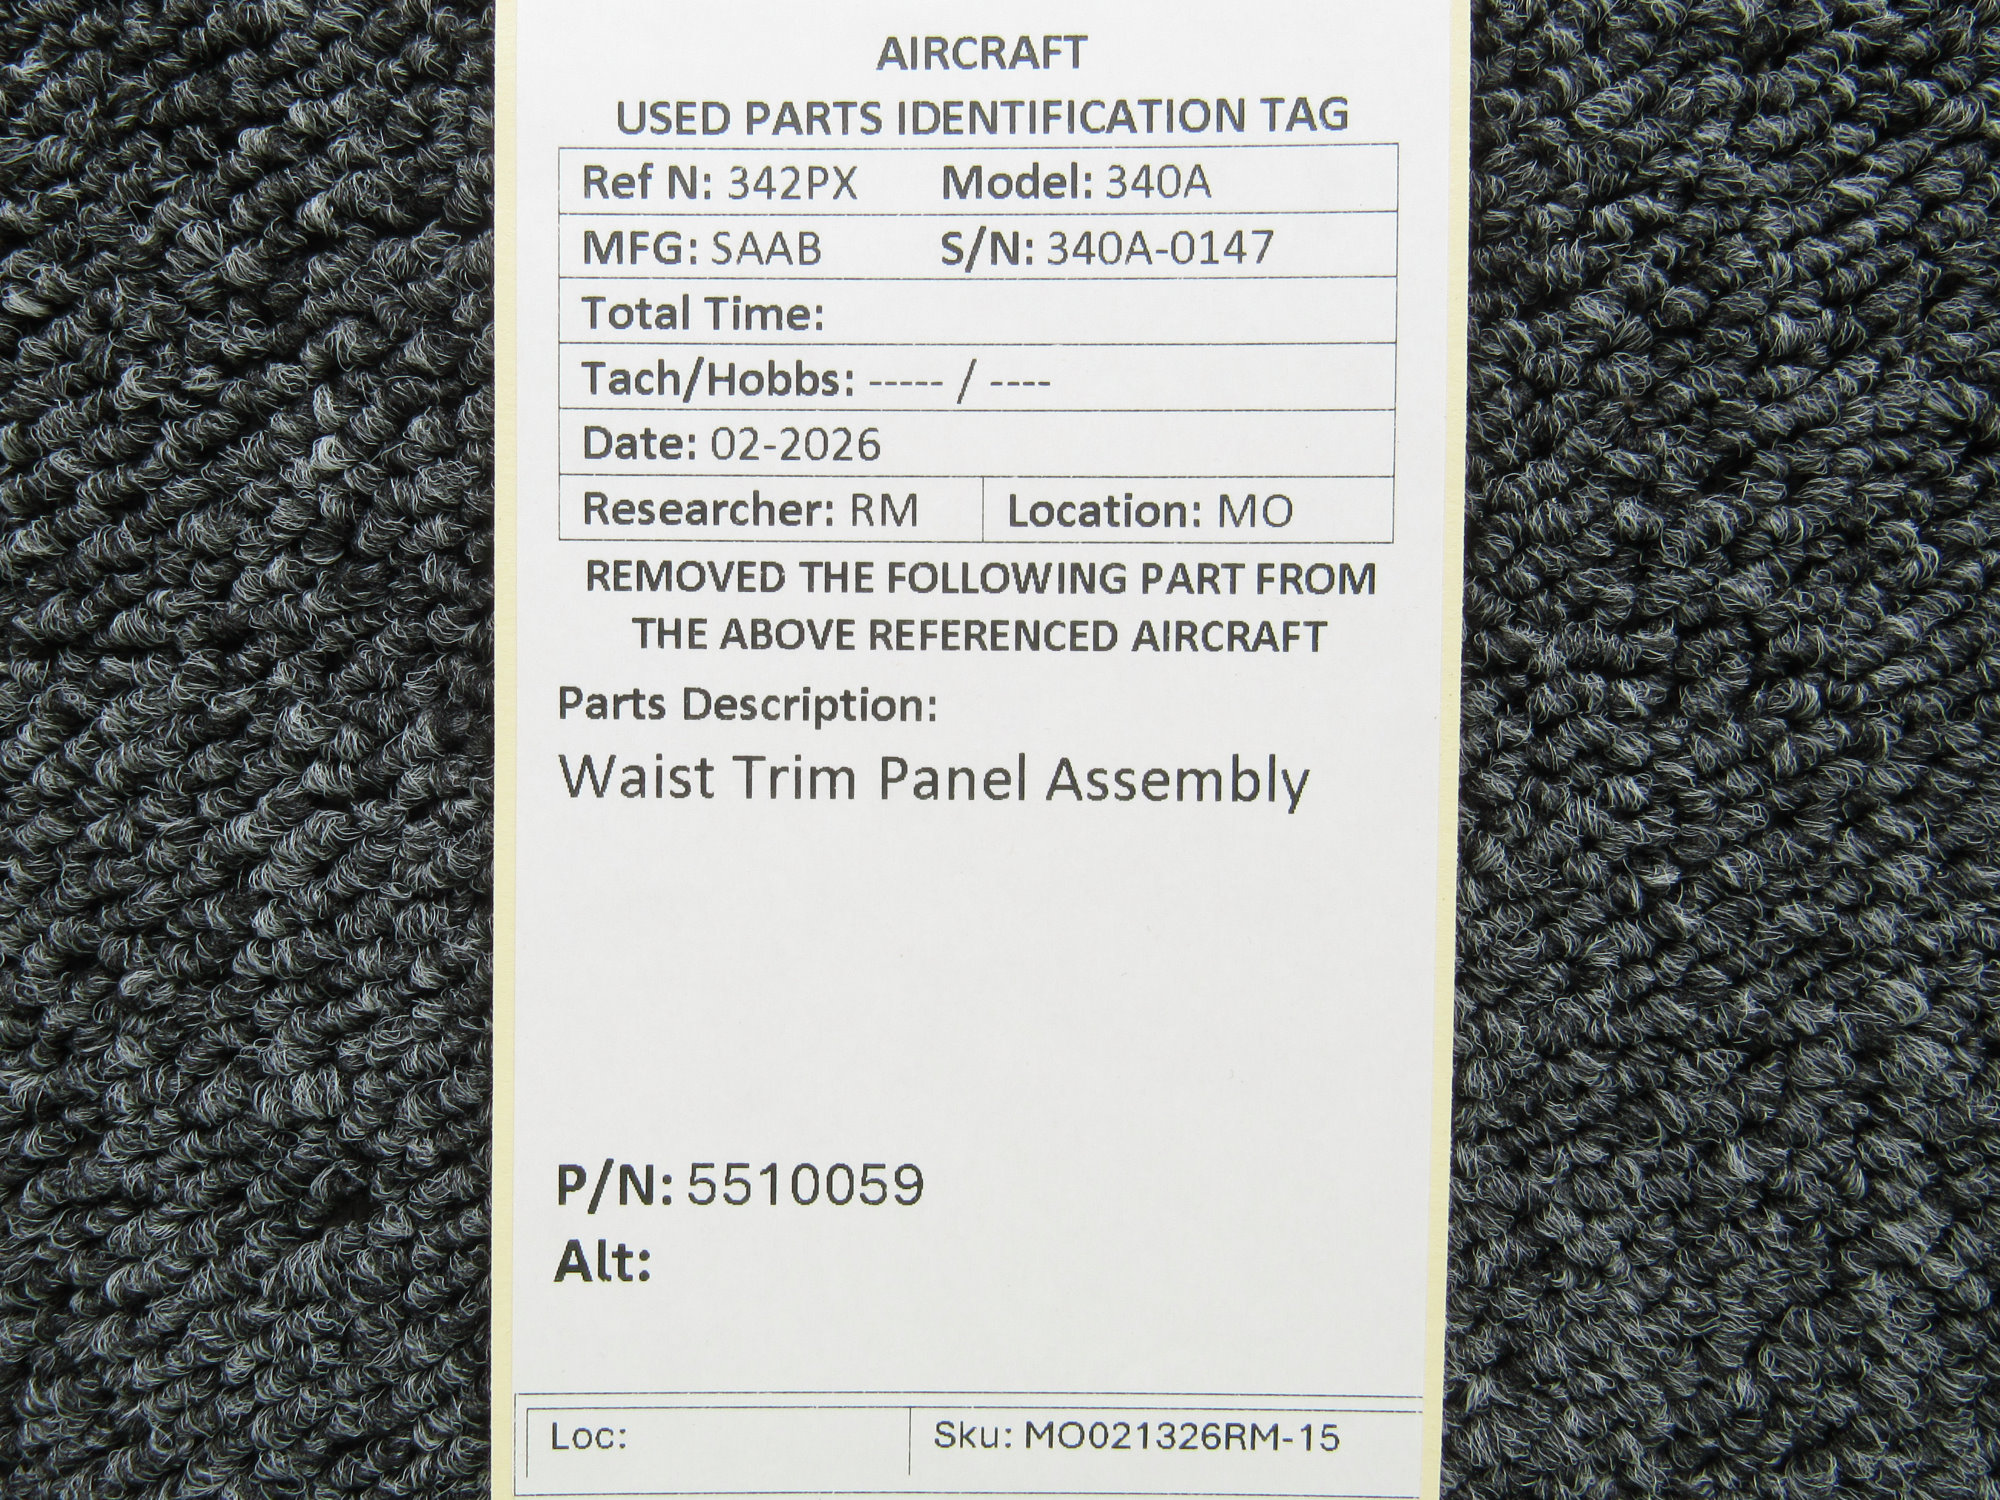 AIRCRAFT
USED PARTS IDENTIFICATION TAG
Ref N: 342PX Model: 340A
MFG: SAAB S/N: 340A-0147
Total Time:
Tach/Hobbs: ----- / ----
Date: 02-2026
Researcher: RM Location: MO
REMOVED THE FOLLOWING PART FROM
THE ABOVE REFERENCED AIRCRAFT
Parts Description:
Waist Trim Panel Assembly
P/N: 5510059
Alt:
Loc: Sku: MO021326RM-15